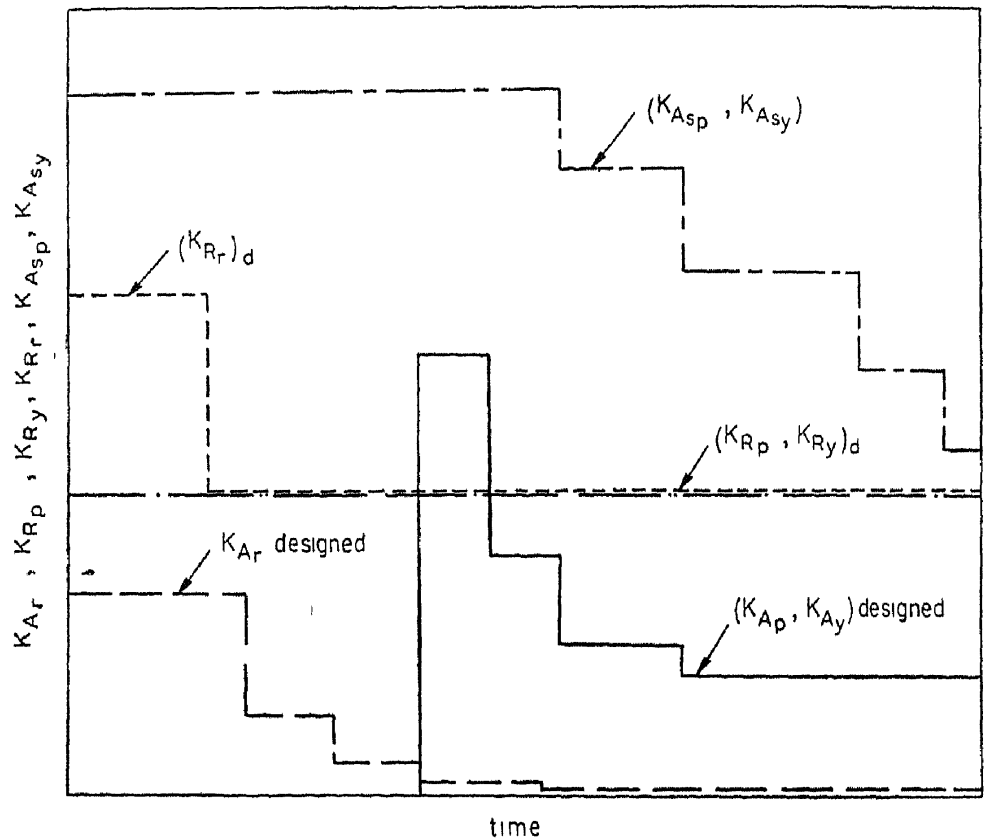 (K_Asp , K_Asy)
(K_Rr)_d
(K_Rp , K_Ry)_d
K_Ar designed
(K_Ap , K_Ay) designed
K_Ar , K_Rp , K_Ry, K_Rr, K_Asp, K_Asy
time